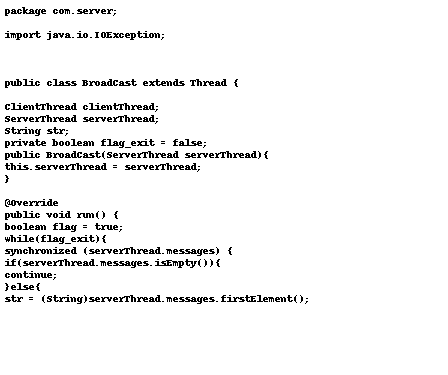 package com.server;
import java.io.IOException;
public class BroadCast extends Thread {
ClientThread clientThread;
ServerThread serverThread;
String str;
private boolean flag_exit = false;
public BroadCast(ServerThread serverThread){
this.serverThread = serverThread;
}
@Override
public void run() {
boolean flag = true;
while(flag_exit){
synchronized (serverThread.messages) {
if(serverThread.messages.isEmpty()){
continue;
}else{
str = (String)serverThread.messages.firstElement();